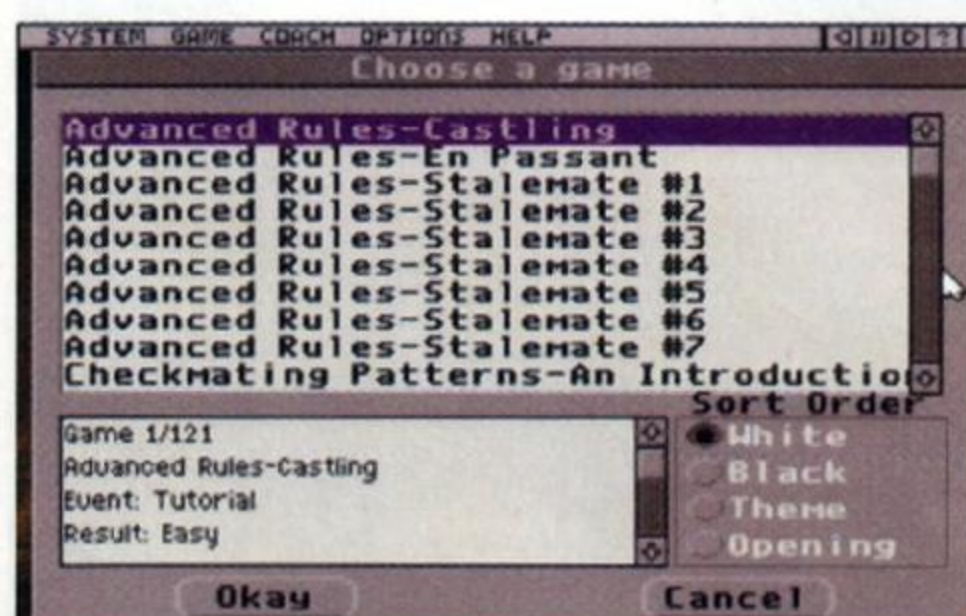 SYSTEM GAME COACH OPTIONS HELP
Choose a game
Advanced Rules-Castling
Advanced Rules-En Passant
Advanced Rules-Stalemate #1
Advanced Rules-Stalemate #2
Advanced Rules-Stalemate #3
Advanced Rules-Stalemate #4
Advanced Rules-Stalemate #5
Advanced Rules-Stalemate #6
Advanced Rules-Stalemate #7
Checkmating Patterns-An Introductio
Game 1/121
Advanced Rules-Castling
Event: Tutorial
Result: Easy
Sort Order
White
Black
Theme
Opening
Okay
Cancel